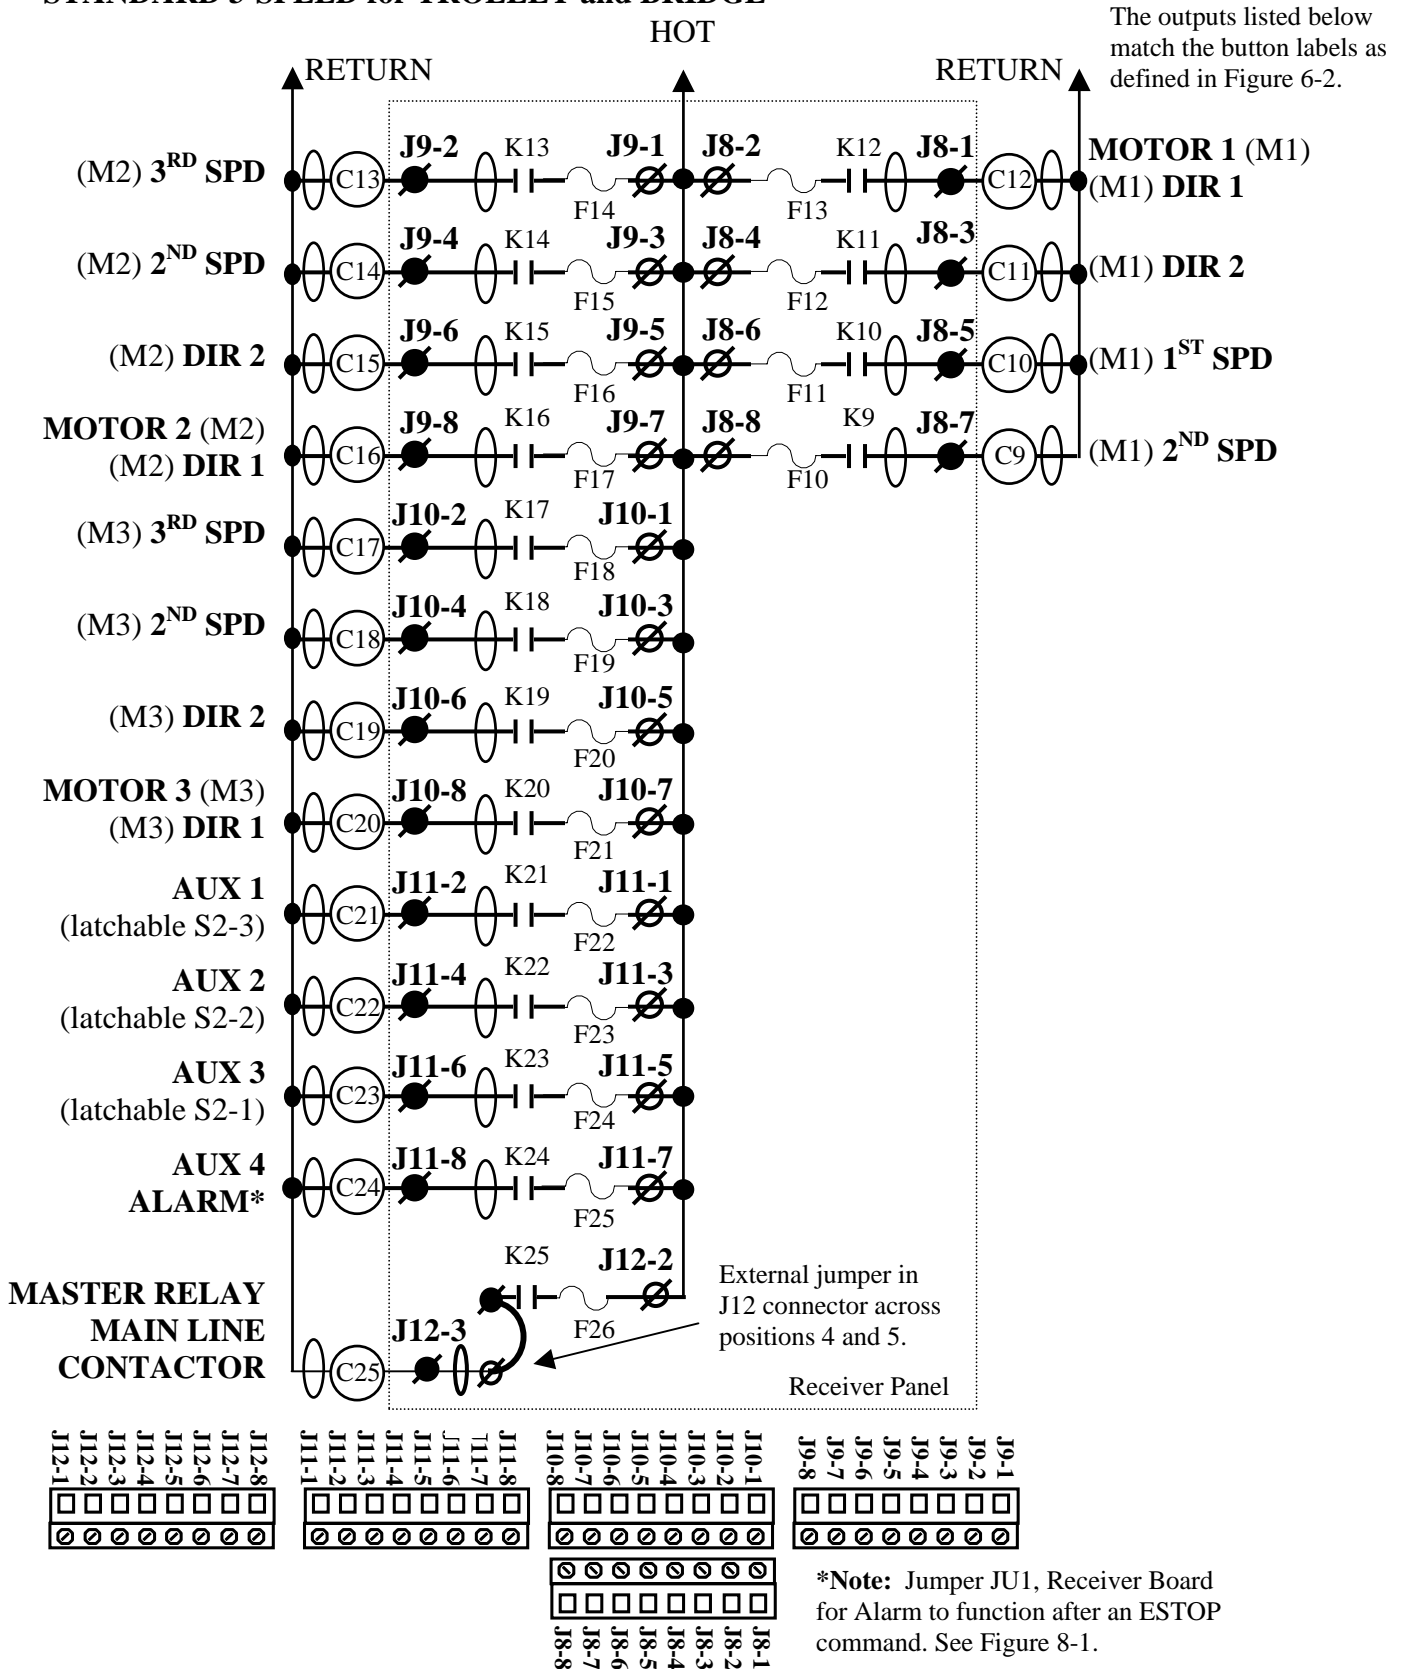 STANDARD 3-SPEED for TROLLEY and BRIDGE
The outputs listed below
match the button labels as
defined in Figure 6-2.
HOT
RETURN
RETURN
(M2) 3RD SPD
C13
J9-2
K13
F14
J9-1
J8-2
F13
K12
J8-1
C12
MOTOR 1 (M1)
(M1) DIR 1
(M2) 2ND SPD
C14
J9-4
K14
F15
J9-3
J8-4
F12
K11
J8-3
C11
(M1) DIR 2
(M2) DIR 2
C15
J9-6
K15
F16
J9-5
J8-6
F11
K10
J8-5
C10
(M1) 1ST SPD
MOTOR 2 (M2)
(M2) DIR 1
C16
J9-8
K16
F17
J9-7
J8-8
F10
K9
J8-7
C9
(M1) 2ND SPD
(M3) 3RD SPD
C17
J10-2
K17
F18
J10-1
(M3) 2ND SPD
C18
J10-4
K18
F19
J10-3
(M3) DIR 2
C19
J10-6
K19
F20
J10-5
MOTOR 3 (M3)
(M3) DIR 1
C20
J10-8
K20
F21
J10-7
AUX 1
(latchable S2-3)
C21
J11-2
K21
F22
J11-1
AUX 2
(latchable S2-2)
C22
J11-4
K22
F23
J11-3
AUX 3
(latchable S2-1)
C23
J11-6
K23
F24
J11-5
AUX 4
ALARM*
C24
J11-8
K24
F25
J11-7
MASTER RELAY
MAIN LINE
CONTACTOR
C25
J12-3
K25
F26
J12-2
External jumper in
J12 connector across
positions 4 and 5.
Receiver Panel
J12-1
J12-2
J12-3
J12-4
J12-5
J12-6
J12-7
J12-8
J11-1
J11-2
J11-3
J11-4
J11-5
J11-6
J11-7
J11-8
J10-8
J10-7
J10-6
J10-5
J10-4
J10-3
J10-2
J10-1
J9-8
J9-7
J9-6
J9-5
J9-4
J9-3
J9-2
J9-1
J8-8
J8-7
J8-6
J8-5
J8-4
J8-3
J8-2
J8-1
*Note: Jumper JU1, Receiver Board
for Alarm to function after an ESTOP
command. See Figure 8-1.